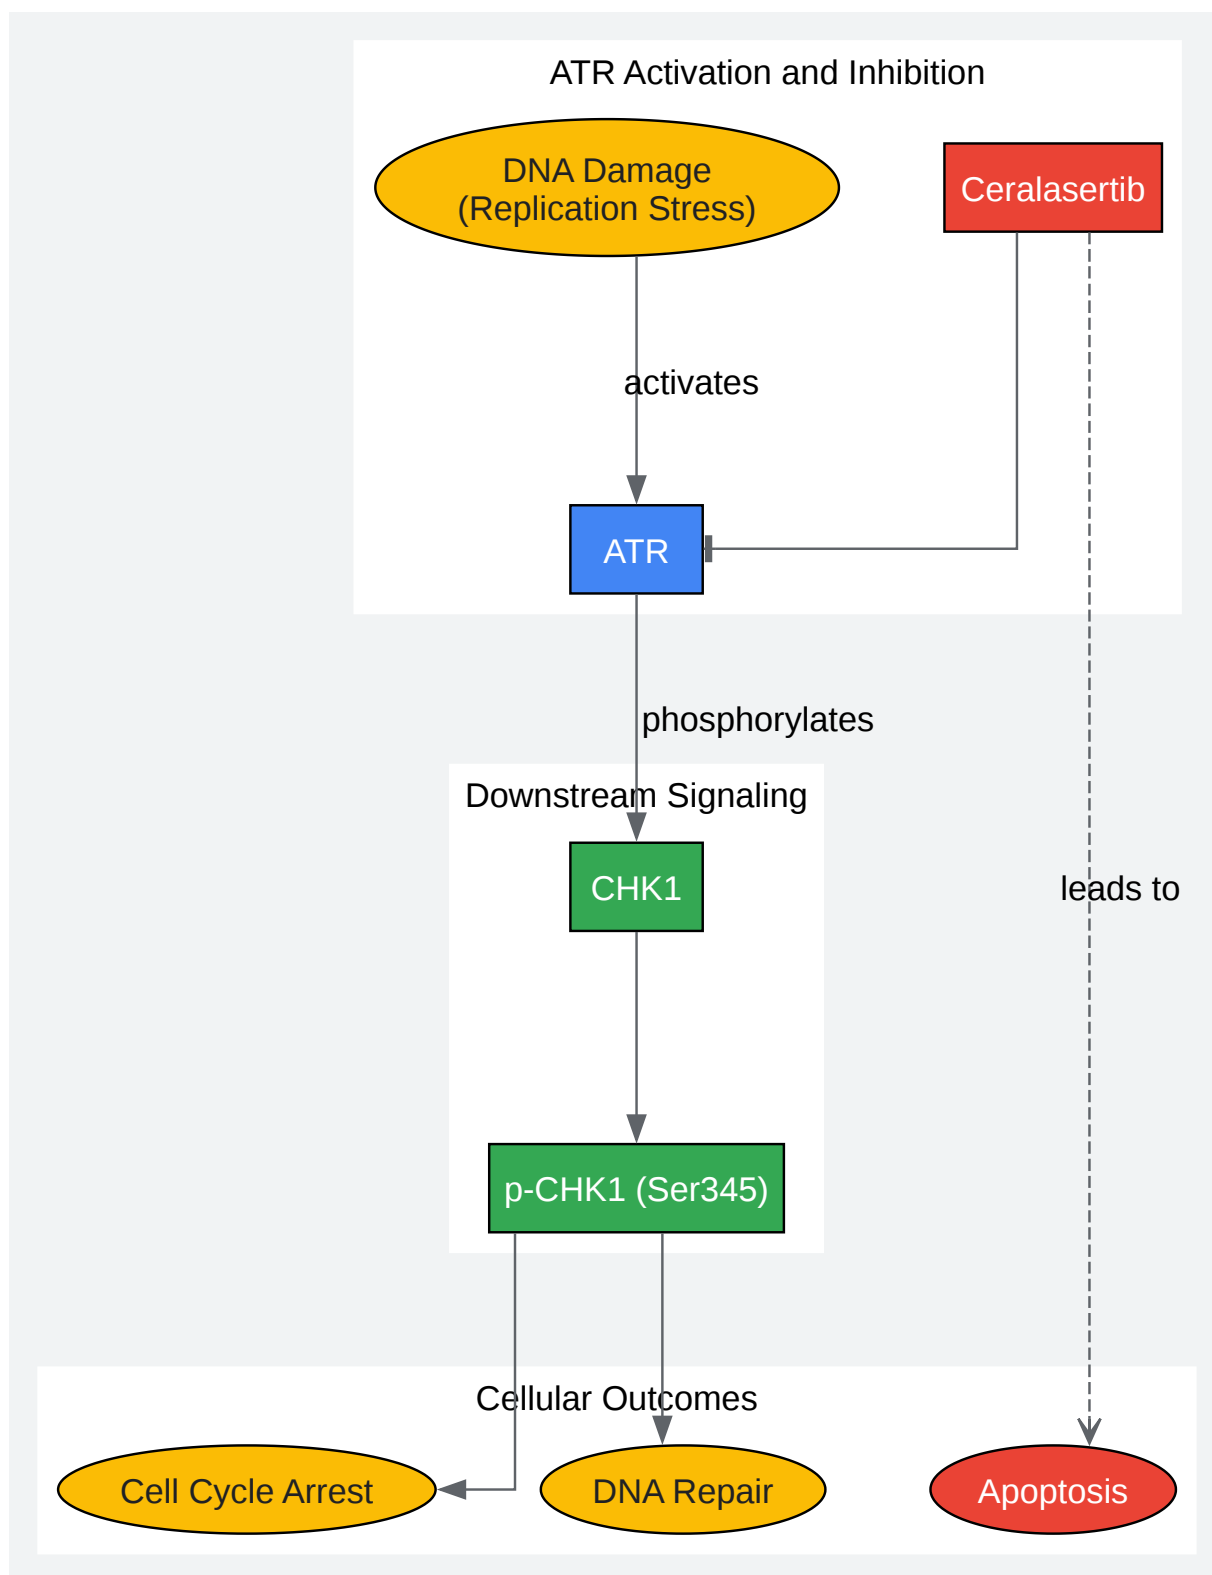 ATR Activation and Inhibition
DNA Damage
(Replication Stress)
Ceralasertib
activates
ATR
phosphorylates
Downstream Signaling
CHK1
leads to
p-CHK1 (Ser345)
Cellular Outcomes
Cell Cycle Arrest
DNA Repair
Apoptosis